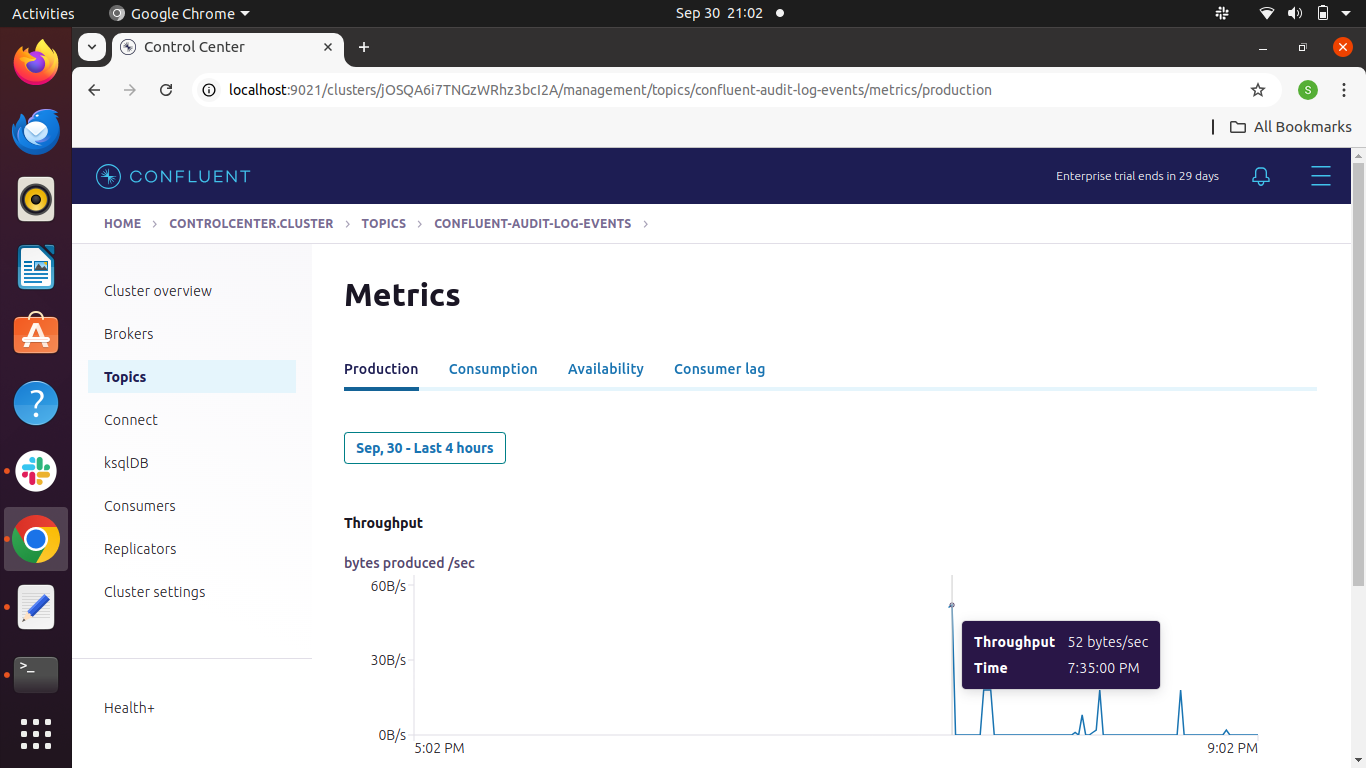 Activities Google Chrome Sep 30 21:02
Control Center
localhost:9021/clusters/jOSQA6i7TNGzWRhz3bcI2A/management/topics/confluent-audit-log-events/metrics/production S
All Bookmarks
CONFLUENT Enterprise trial ends in 29 days
HOME > CONTROLCENTER.CLUSTER > TOPICS > CONFLUENT-AUDIT-LOG-EVENTS >
Cluster overview
Brokers
Topics
Connect
ksqlDB
Consumers
Replicators
Cluster settings
Health+
Metrics
Production Consumption Availability Consumer lag
Sep, 30 - Last 4 hours
Throughput
bytes produced /sec
60B/s
30B/s
0B/s
5:02 PM 9:02 PM
Throughput 52 bytes/sec
Time 7:35:00 PM